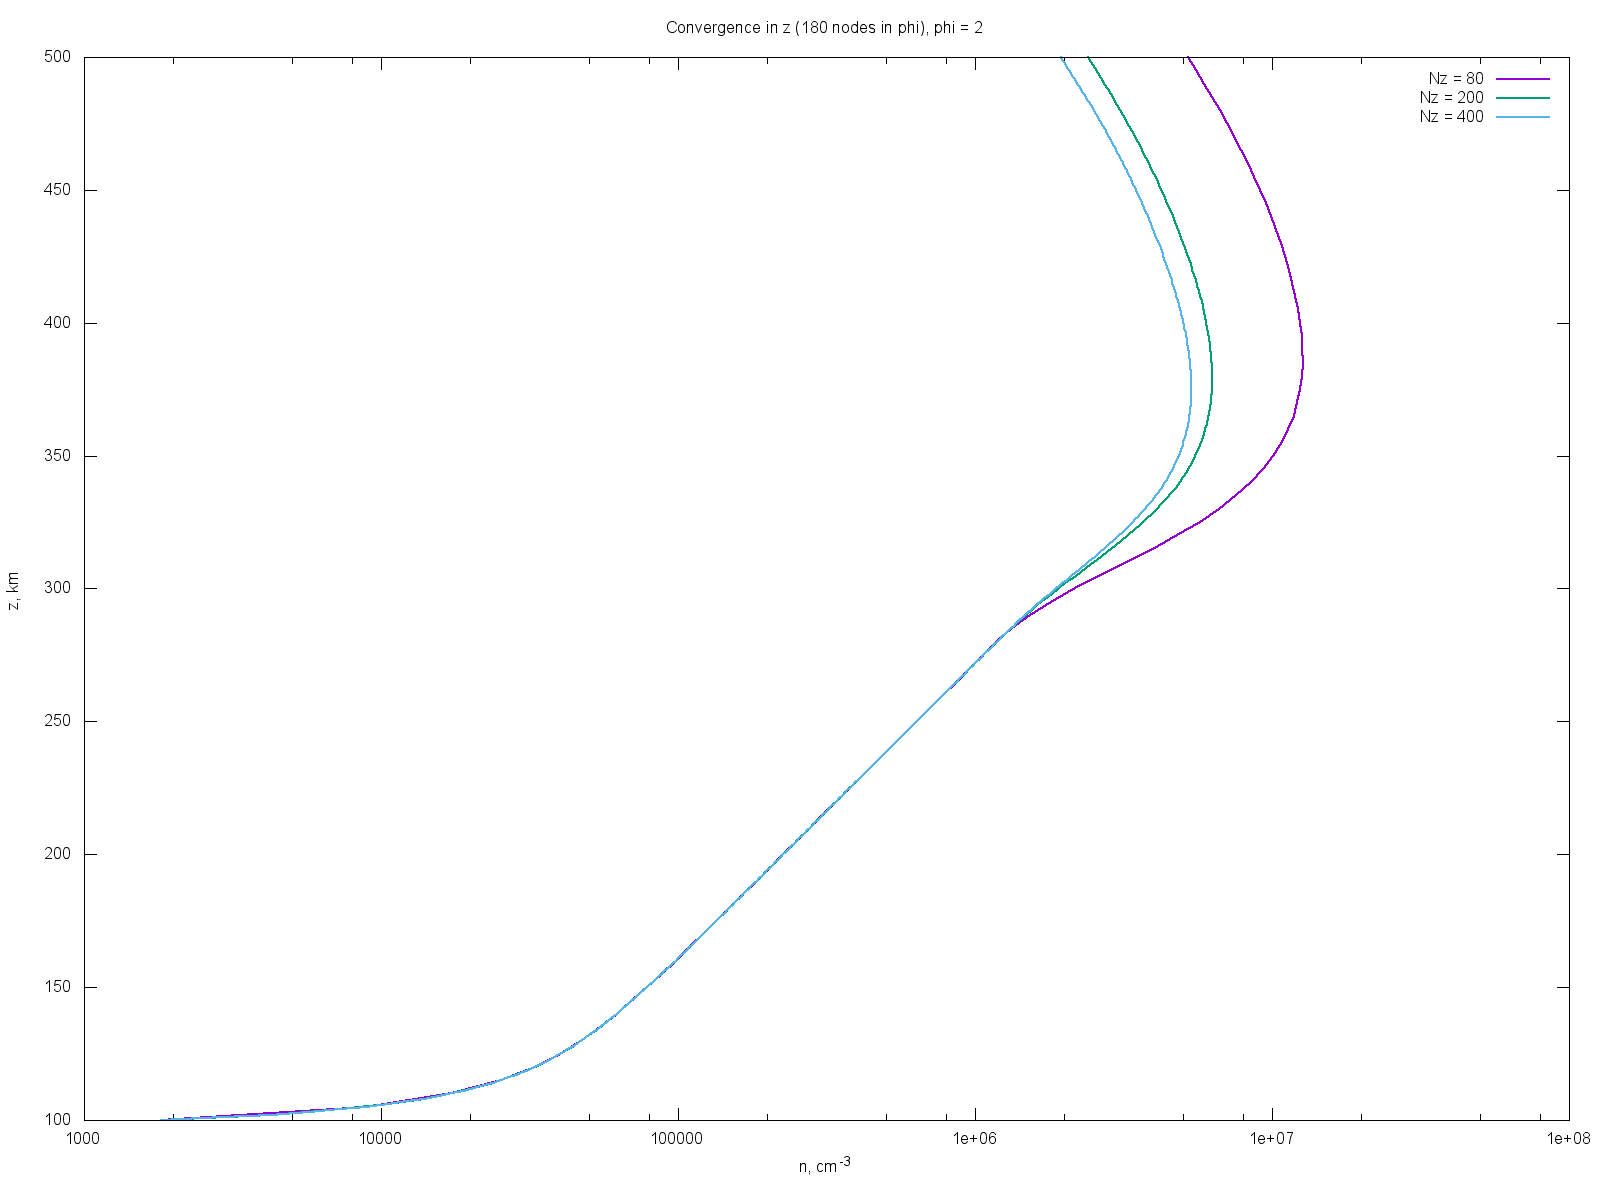 Convergence in z (180 nodes in phi), phi = 2
Nz = 80
Nz = 200
Nz = 400
500
450
400
350
300
250
200
150
100
z, km
1000
10000
100000
1e+06
1e+07
1e+08
n, cm-3